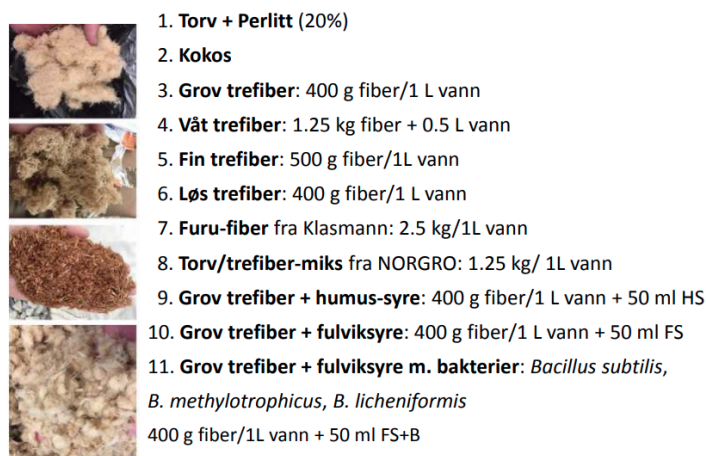 1. Torv + Perlitt (20%)
2. Kokos
3. Grov trefiber: 400 g fiber/1 L vann
4. Våt trefiber: 1.25 kg fiber + 0.5 L vann
5. Fin trefiber: 500 g fiber/1L vann
6. Løs trefiber: 400 g fiber/1 L vann
7. Furu-fiber fra Klasmann: 2.5 kg/1L vann
8. Torv/trefiber-miks fra NORGRO: 1.25 kg/ 1L vann
9. Grov trefiber + humus-syre: 400 g fiber/1 L vann + 50 ml HS
10. Grov trefiber + fulviksyre: 400 g fiber/1 L vann + 50 ml FS
11. Grov trefiber + fulviksyre m. bakterier: Bacillus subtilis,
B. methylotrophicus, B. licheniformis
400 g fiber/1L vann + 50 ml FS+B